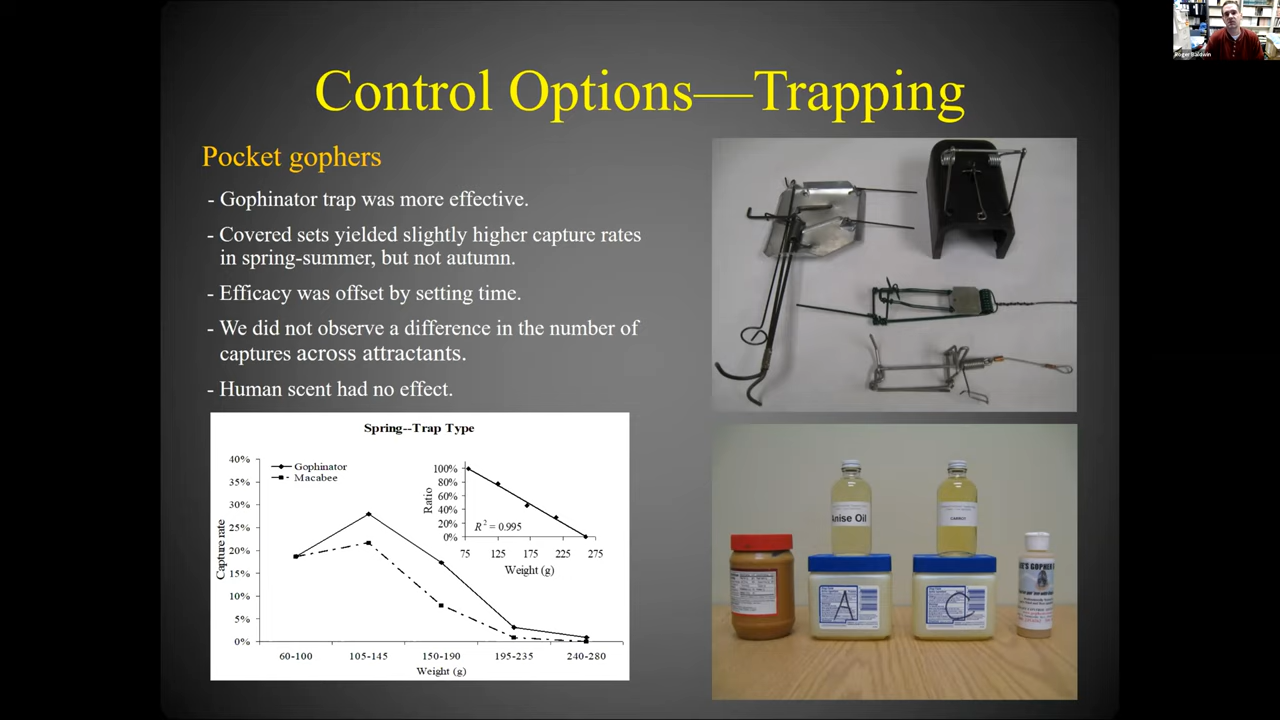 Control Options—Trapping
Roger Baldwin
Pocket gophers
- Gophinator trap was more effective.
- Covered sets yielded slightly higher capture rates
in spring-summer, but not autumn.
- Efficacy was offset by setting time.
- We did not observe a difference in the number of
captures across attractants.
- Human scent had no effect.
Spring--Trap Type
Gophinator
Macabee
Capture rate
40%
35%
30%
25%
20%
15%
10%
5%
0%
60-100 105-145 150-190 195-235 240-280
Weight (g)
Ratio
100%
80%
60%
40%
20%
0%
R² = 0.995
75 125 175 225 275
Weight (g)
Anise Oil
A
C
GOPHER